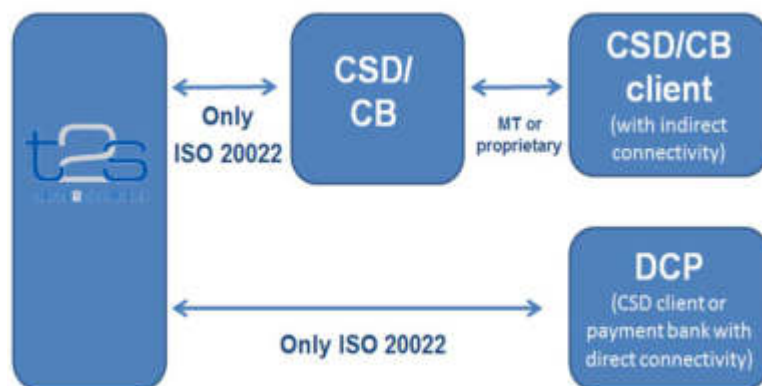 t2s
Only
ISO 20022
CSD/
CB
MT or
proprietary
CSD/CB
client
(with indirect
connectivity)
Only ISO 20022
DCP
(CSD client or
payment bank with
direct connectivity)